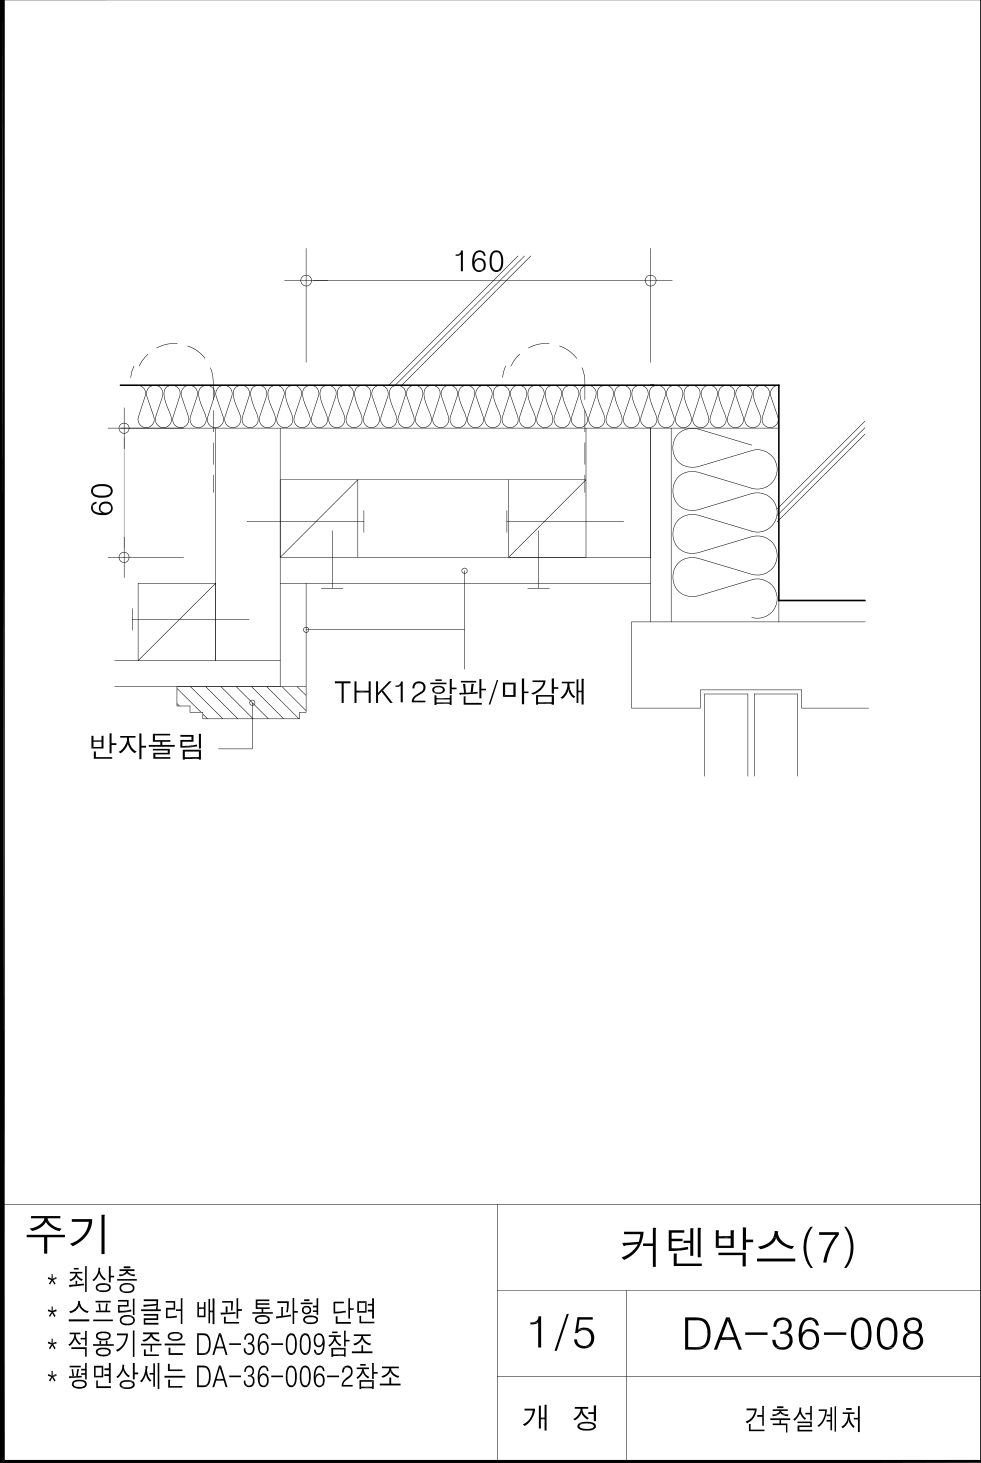 160
60
THK12합판/마감재
반자돌림
주기
* 최상층
* 스프링클러 배관 통과형 단면
* 적용기준은 DA-36-009참조
* 평면상세는 DA-36-006-2참조
커텐박스(7)
1/5
DA-36-008
개 정
건축설계처